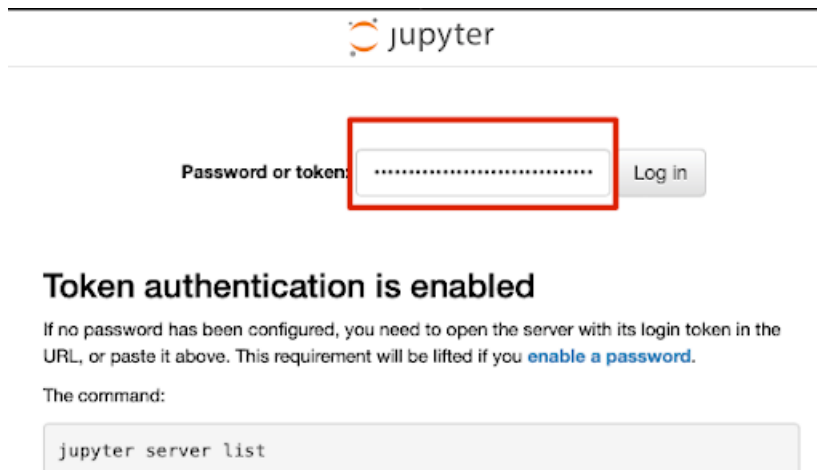 jupyter
Password or token:
Log in
Token authentication is enabled
If no password has been configured, you need to open the server with its login token in the
URL, or paste it above. This requirement will be lifted if you enable a password.
The command:
jupyter server list